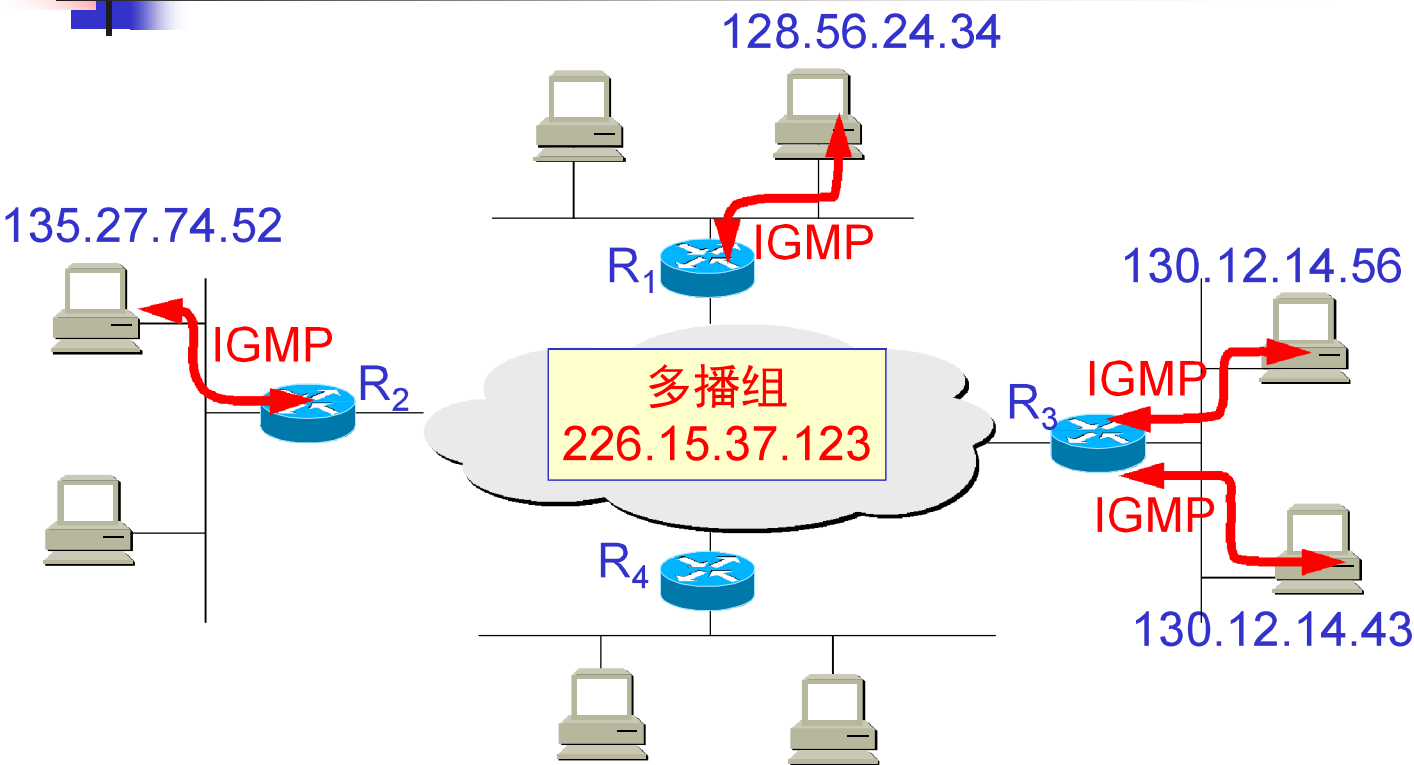 128.56.24.34
135.27.74.52
IGMP
R1
130.12.14.56
IGMP
R2
多播组
226.15.37.123
IGMP
R3
IGMP
R4
130.12.14.43